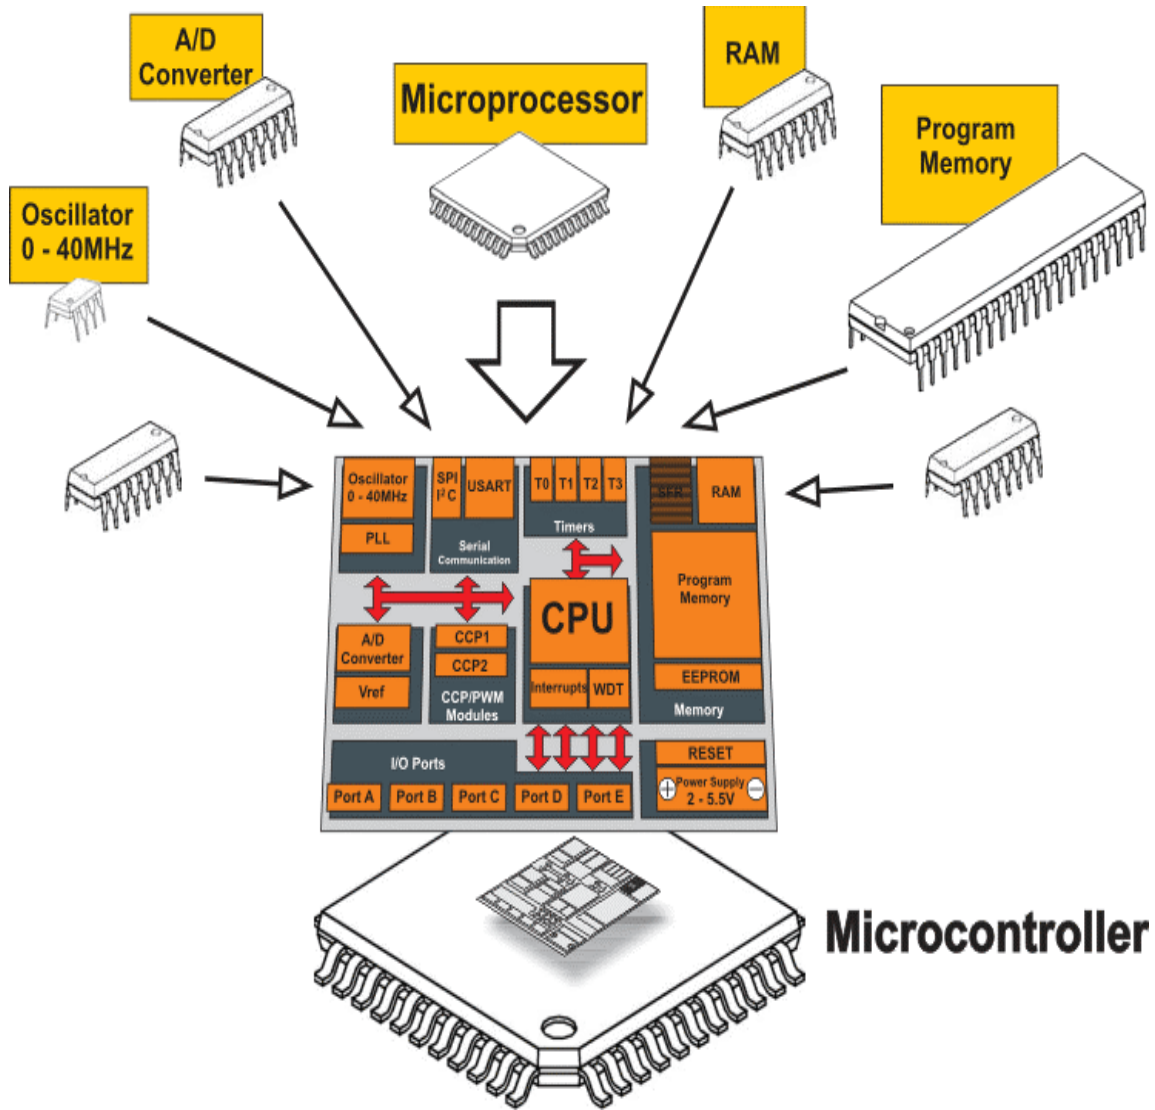 A/D
Converter
Microprocessor
RAM
Program
Memory
Oscillator
0 - 40MHz
Oscillator
0 - 40MHz
PLL
SPI
I²C
USART
Serial
Communication
T0
T1
T2
T3
Timers
SFR
RAM
Program
Memory
EEPROM
Memory
A/D
Converter
Vref
CCP1
CCP2
CCP/PWM
Modules
CPU
Interrupts
WDT
I/O Ports
Port A
Port B
Port C
Port D
Port E
RESET
Power Supply
+ 2 - 5.5V −
Microcontroller